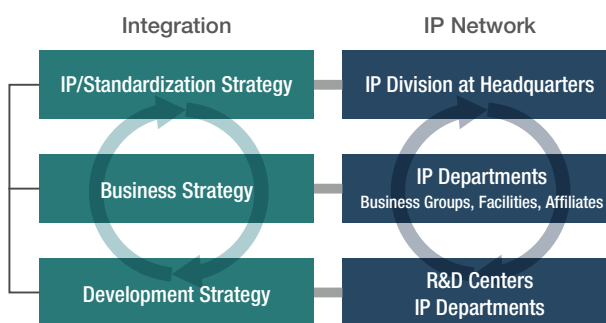 Integration
IP Network
IP/Standardization Strategy
IP Division at Headquarters
Business Strategy
IP Departments
Business Groups, Facilities, Affiliates
Development Strategy
R&D Centers
IP Departments